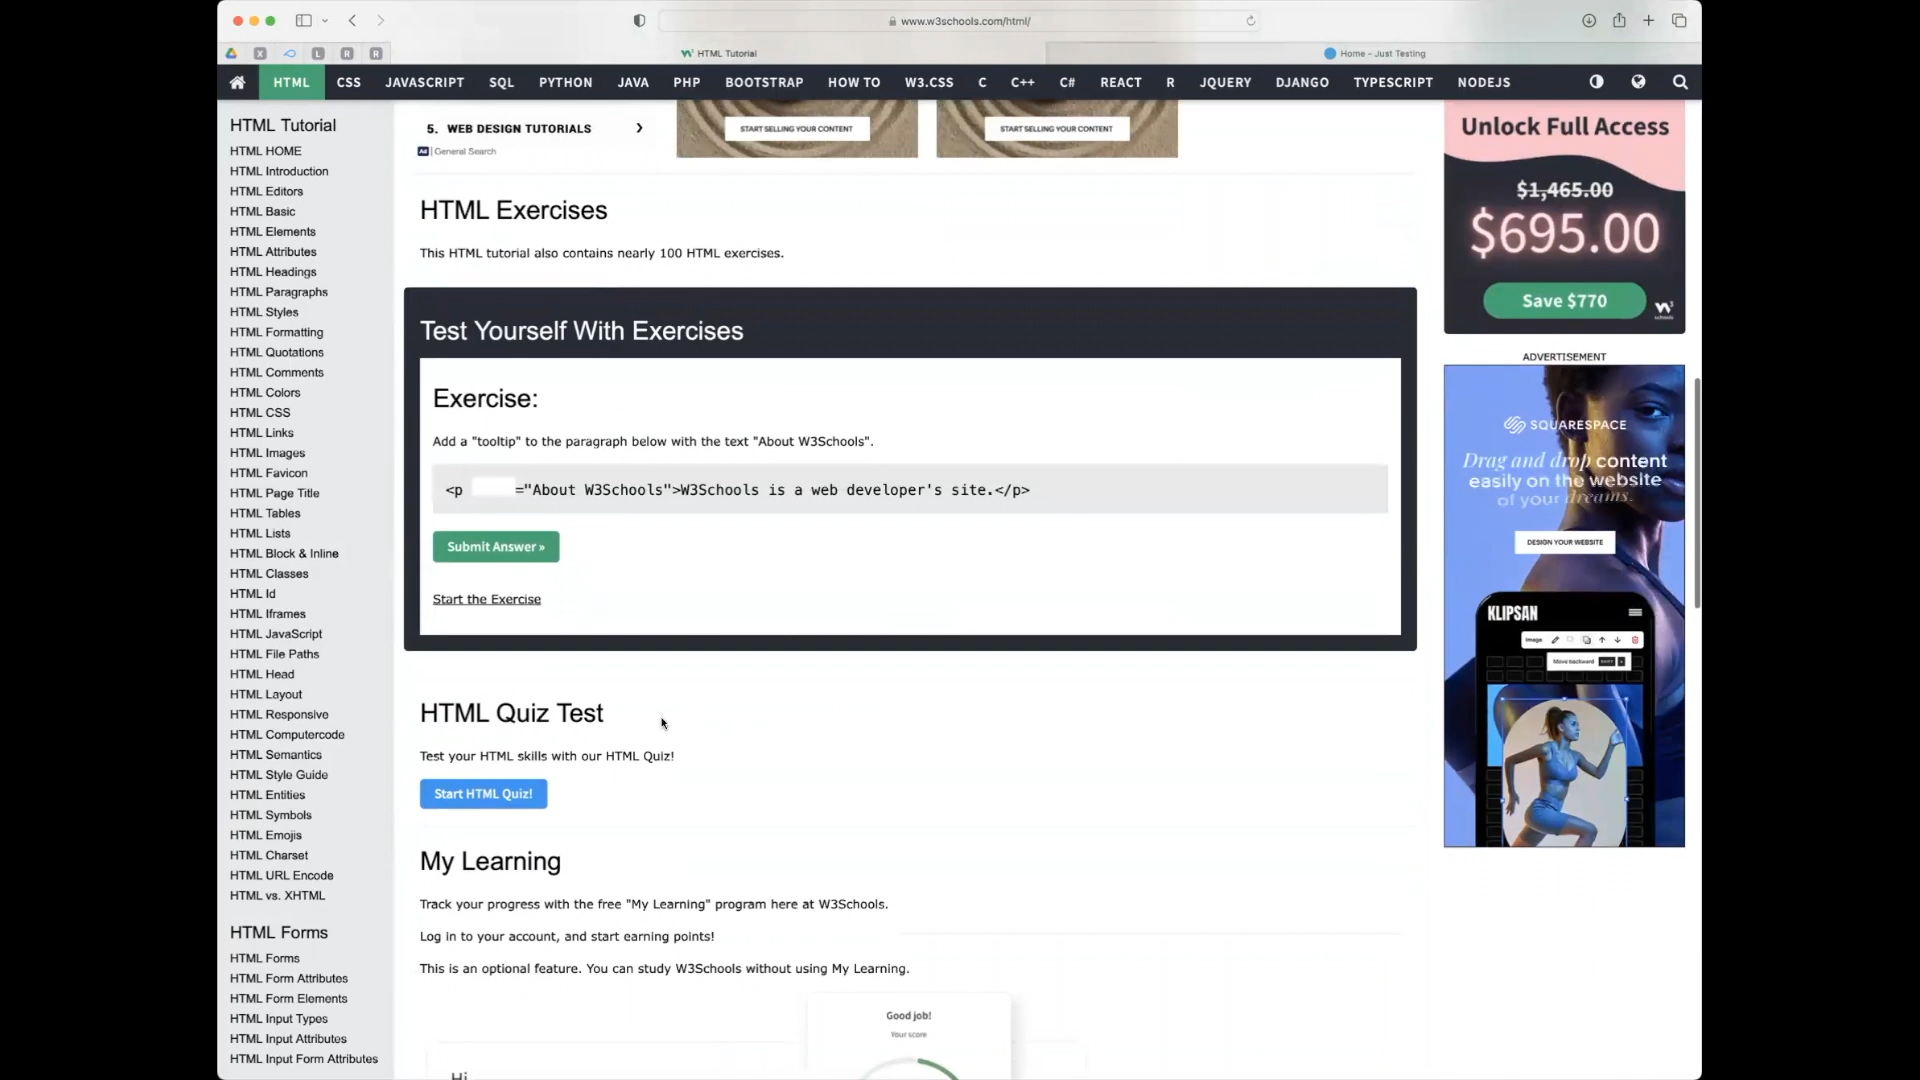 www.w3schools.com/html/
X
L
R
R
HTML Tutorial
Home – Just Testing
HTML CSS JAVASCRIPT SQL PYTHON JAVA PHP BOOTSTRAP HOW TO W3.CSS C C++ C# REACT R JQUERY DJANGO TYPESCRIPT NODEJS
HTML Tutorial
HTML HOME
HTML Introduction
HTML Editors
HTML Basic
HTML Elements
HTML Attributes
HTML Headings
HTML Paragraphs
HTML Styles
HTML Formatting
HTML Quotations
HTML Comments
HTML Colors
HTML CSS
HTML Links
HTML Images
HTML Favicon
HTML Page Title
HTML Tables
HTML Lists
HTML Block & Inline
HTML Classes
HTML Id
HTML Iframes
HTML JavaScript
HTML File Paths
HTML Head
HTML Layout
HTML Responsive
HTML Computercode
HTML Semantics
HTML Style Guide
HTML Entities
HTML Symbols
HTML Emojis
HTML Charset
HTML URL Encode
HTML vs. XHTML
HTML Forms
HTML Forms
HTML Form Attributes
HTML Form Elements
HTML Input Types
HTML Input Attributes
HTML Input Form Attributes
5. WEB DESIGN TUTORIALS
Ad | General Search
START SELLING YOUR CONTENT
START SELLING YOUR CONTENT
HTML Exercises
This HTML tutorial also contains nearly 100 HTML exercises.
Test Yourself With Exercises
Exercise:
Add a "tooltip" to the paragraph below with the text "About W3Schools".
<p ="About W3Schools">W3Schools is a web developer's site.</p>
Submit Answer »
Start the Exercise
HTML Quiz Test
Test your HTML skills with our HTML Quiz!
Start HTML Quiz!
My Learning
Track your progress with the free "My Learning" program here at W3Schools.
Log in to your account, and start earning points!
This is an optional feature. You can study W3Schools without using My Learning.
Good job!
Your score
Hi
Unlock Full Access
$1,465.00
$695.00
Save $770
schools
ADVERTISEMENT
SQUARESPACE
Drag and drop content
easily on the website
of your dreams.
DESIGN YOUR WEBSITE
KLIPSAN
Image
Move backward